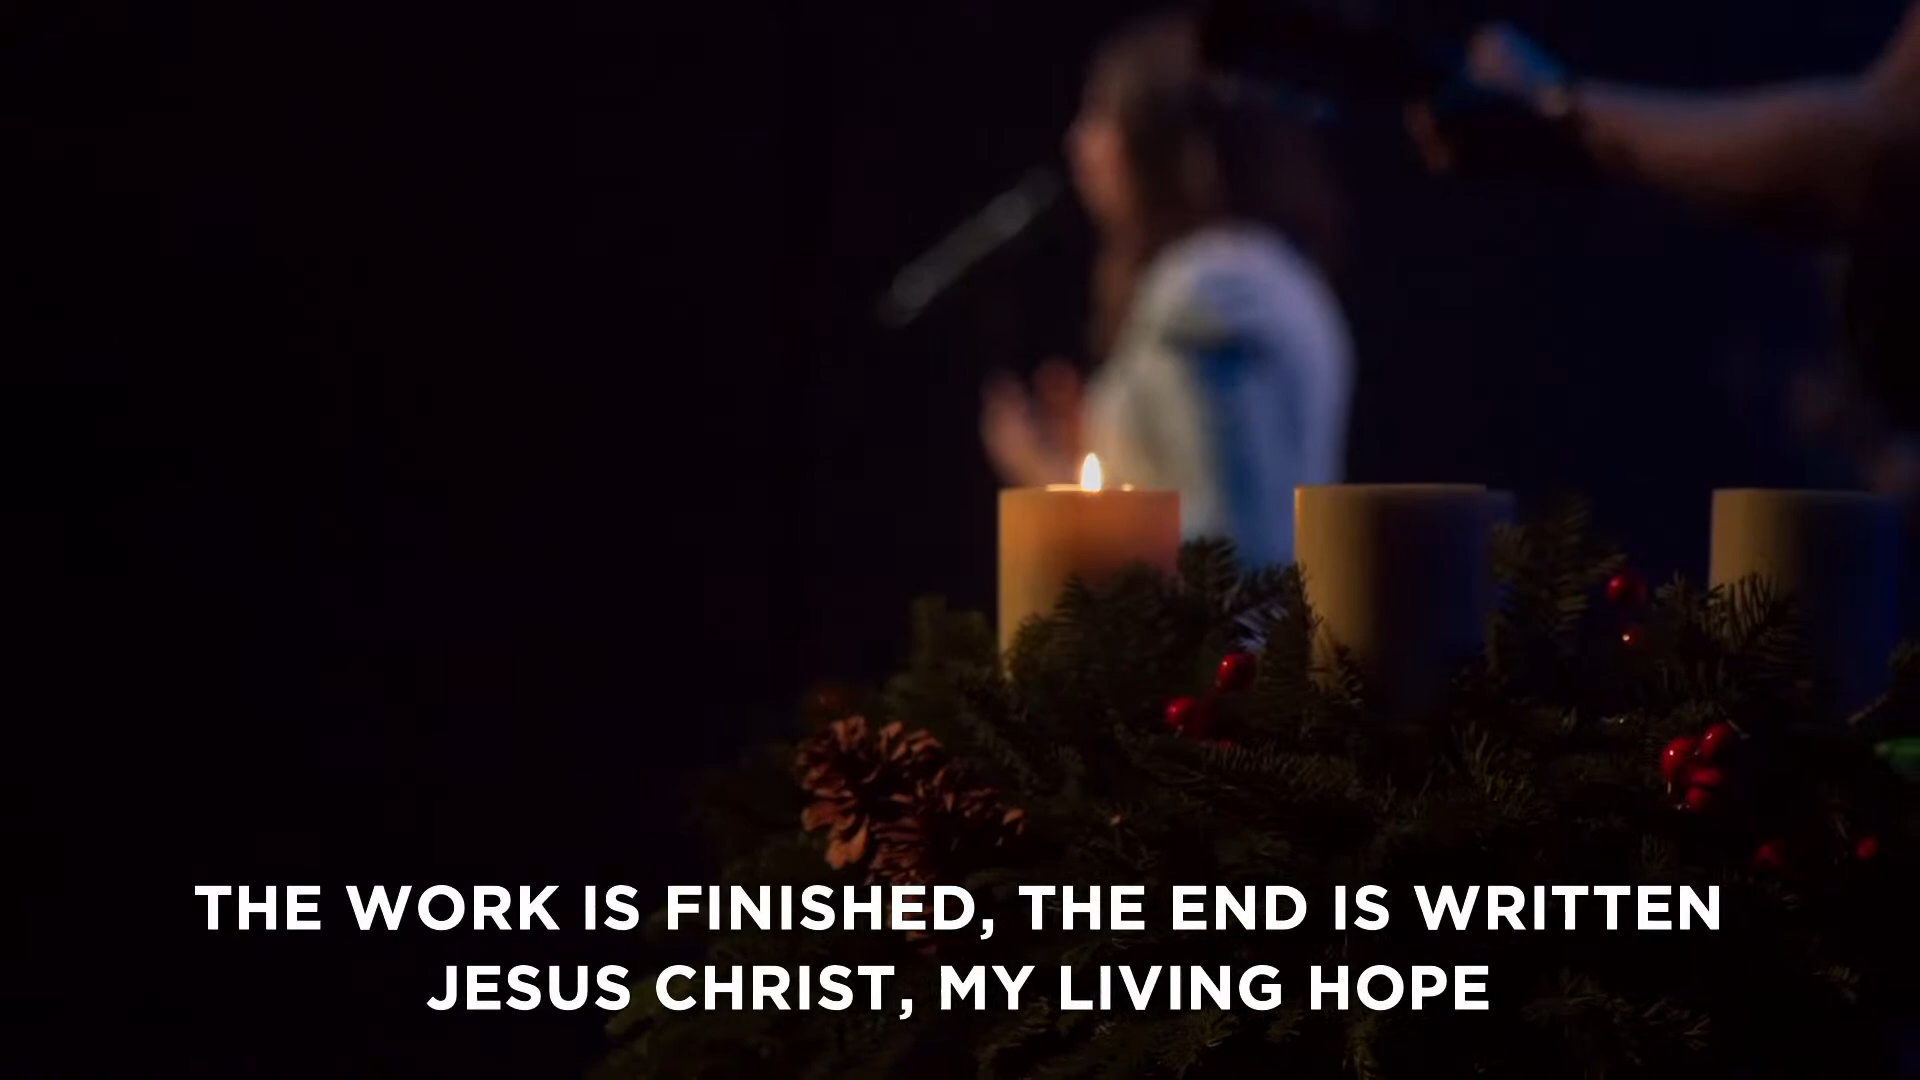 THE WORK IS FINISHED, THE END IS WRITTEN
JESUS CHRIST, MY LIVING HOPE